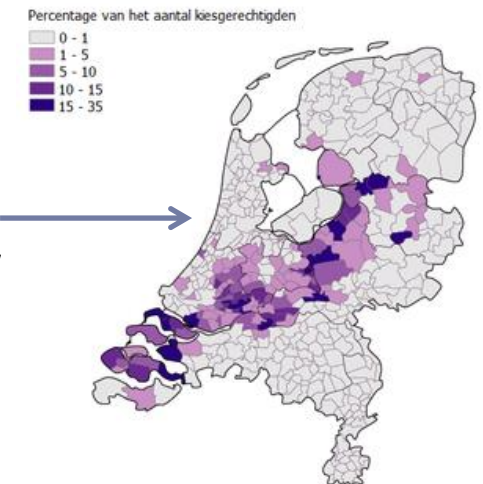 Percentage van het aantal kiesgerechtigden
0 - 1
1 - 5
5 - 10
10 - 15
15 - 35